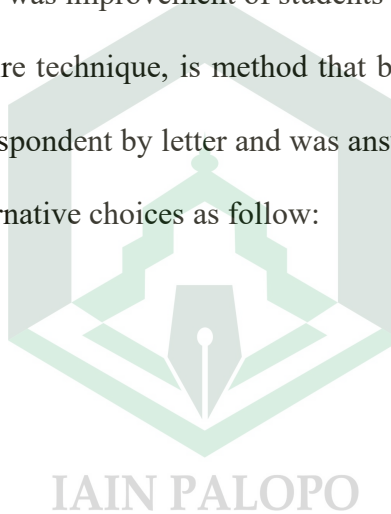 was improvement of students
re technique, is method that b
spondent by letter and was ans
rnative choices as follow:
IAIN PALOPO